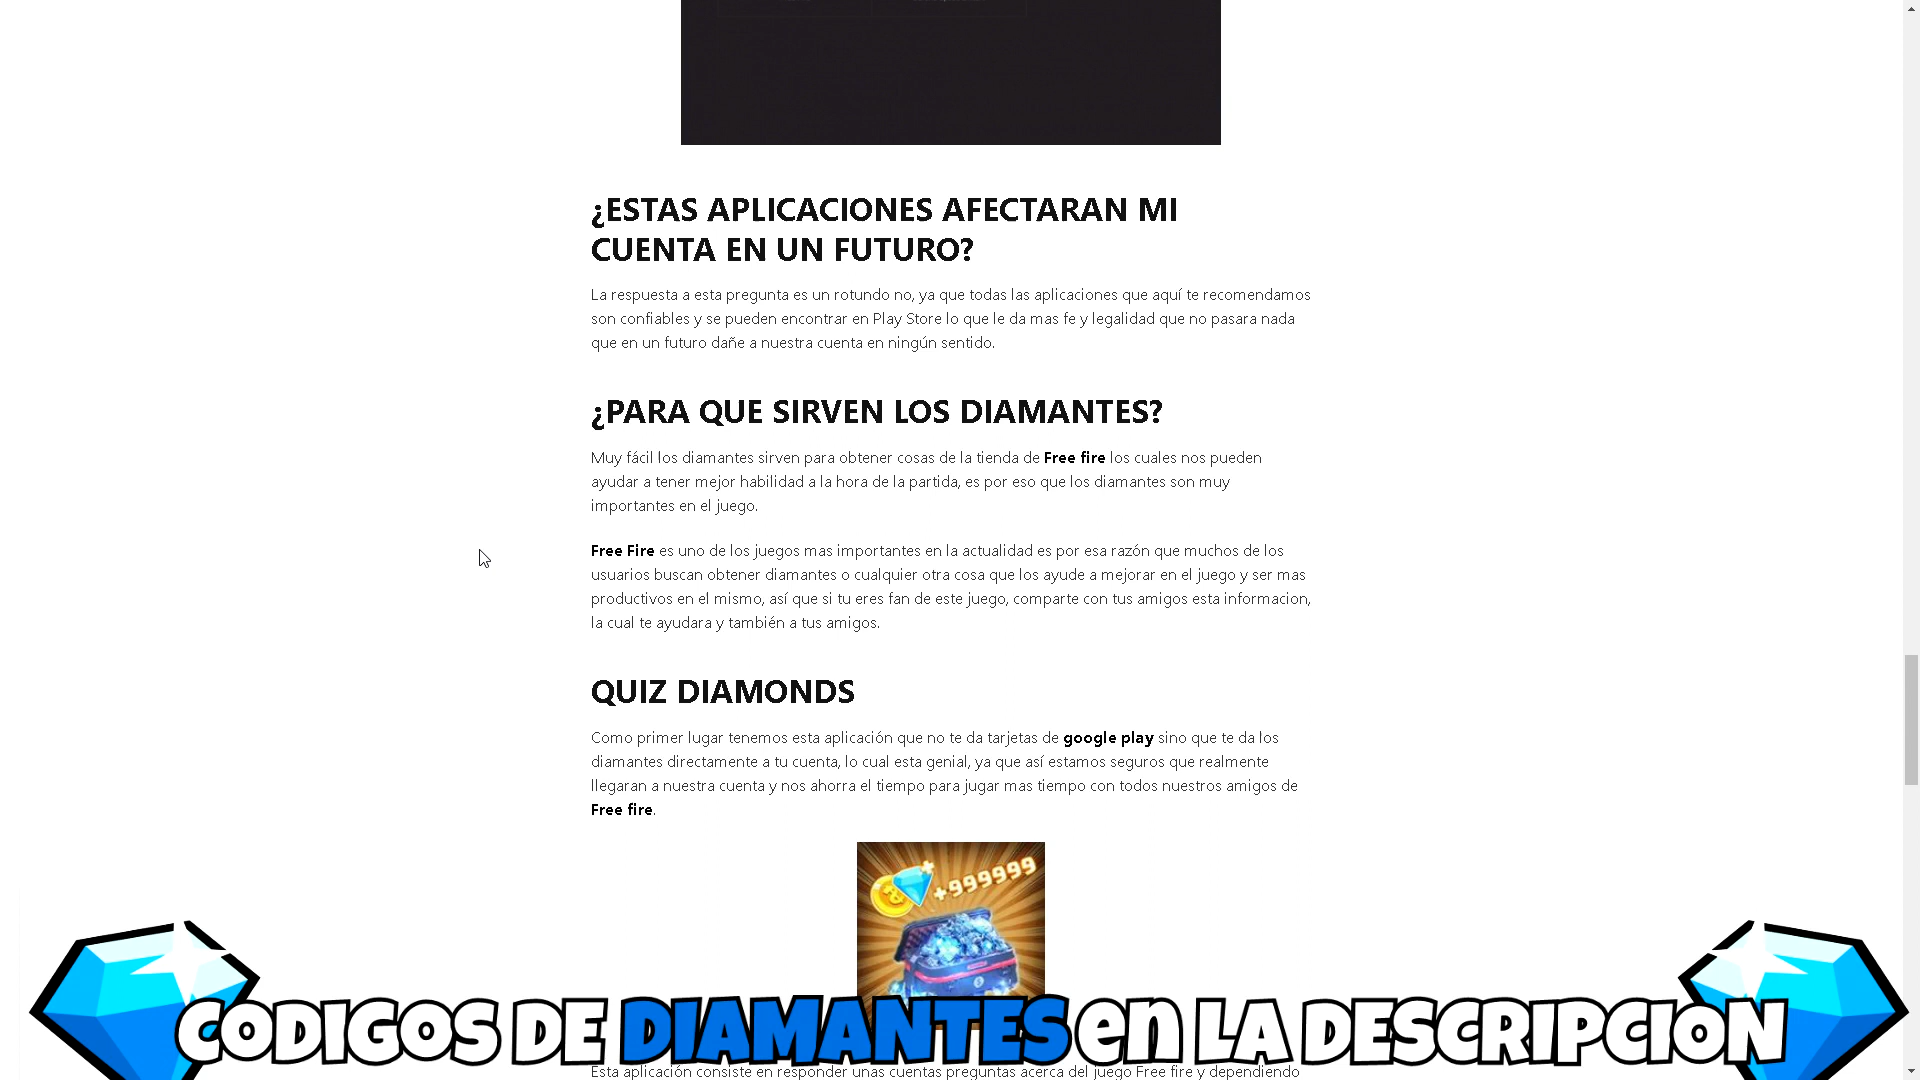 ¿ESTAS APLICACIONES AFECTARAN MI
CUENTA EN UN FUTURO?
La respuesta a esta pregunta es un rotundo no, ya que todas las aplicaciones que aquí te recomendamos
son confiables y se pueden encontrar en Play Store lo que le da mas fe y legalidad que no pasara nada
que en un futuro dañe a nuestra cuenta en ningún sentido.
¿PARA QUE SIRVEN LOS DIAMANTES?
Muy fácil los diamantes sirven para obtener cosas de la tienda de Free fire los cuales nos pueden
ayudar a tener mejor habilidad a la hora de la partida, es por eso que los diamantes son muy
importantes en el juego.
Free Fire es uno de los juegos mas importantes en la actualidad es por esa razón que muchos de los
usuarios buscan obtener diamantes o cualquier otra cosa que los ayude a mejorar en el juego y ser mas
productivos en el mismo, así que si tu eres fan de este juego, comparte con tus amigos esta informacion,
la cual te ayudara y también a tus amigos.
QUIZ DIAMONDS
Como primer lugar tenemos esta aplicación que no te da tarjetas de google play sino que te da los
diamantes directamente a tu cuenta, lo cual esta genial, ya que así estamos seguros que realmente
llegaran a nuestra cuenta y nos ahorra el tiempo para jugar mas tiempo con todos nuestros amigos de
Free fire.
+999999
CODIGOS DE DIAMANTES en LA DESCRIPCION
Esta aplicación consiste en responder unas cuentas preguntas acerca del juego Free fire y dependiendo